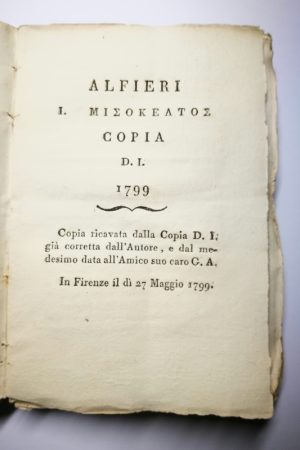 ALFIERI
I. ΜΙΣΟΚΕΛΤΟΣ
COPIA
D. I.
1799
Copia ricavata dalla Copia D. I.
già corretta dall'Autore, e dal me-
desimo data all'Amico suo caro G. A.
In Firenze il dì 27 Maggio 1799.